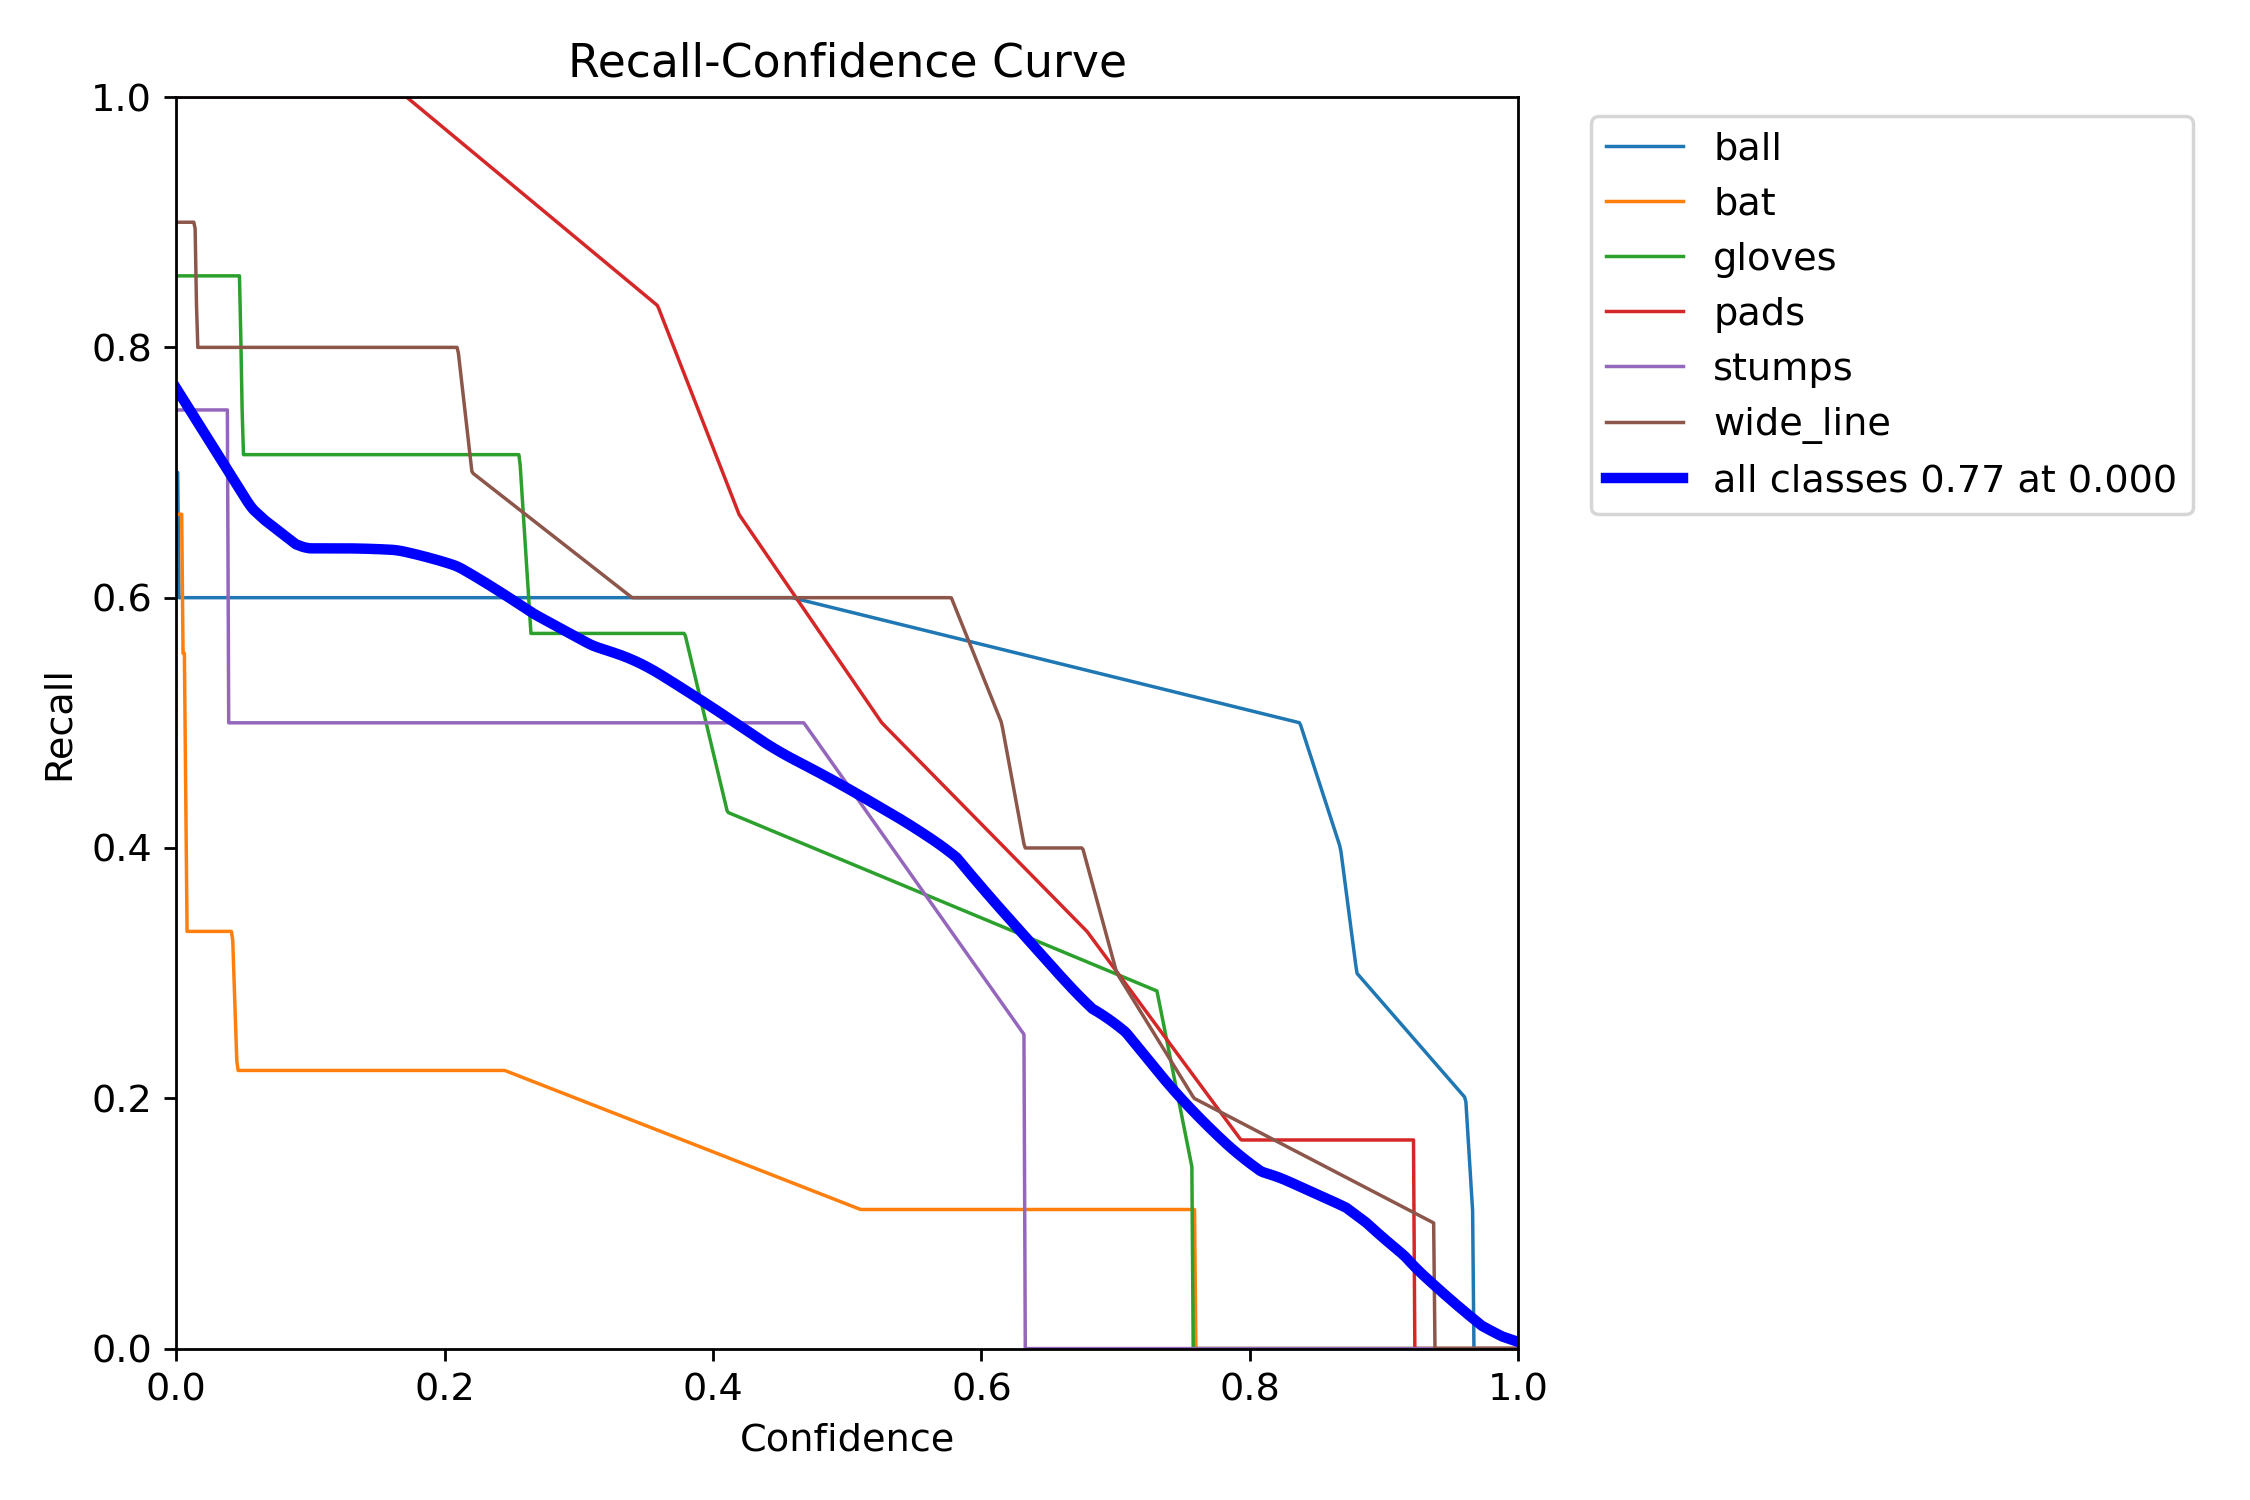 Recall-Confidence Curve
1.0
0.8
0.6
0.4
0.2
0.0
Recall
0.0 0.2 0.4 0.6 0.8 1.0
Confidence
ball
bat
gloves
pads
stumps
wide_line
all classes 0.77 at 0.000